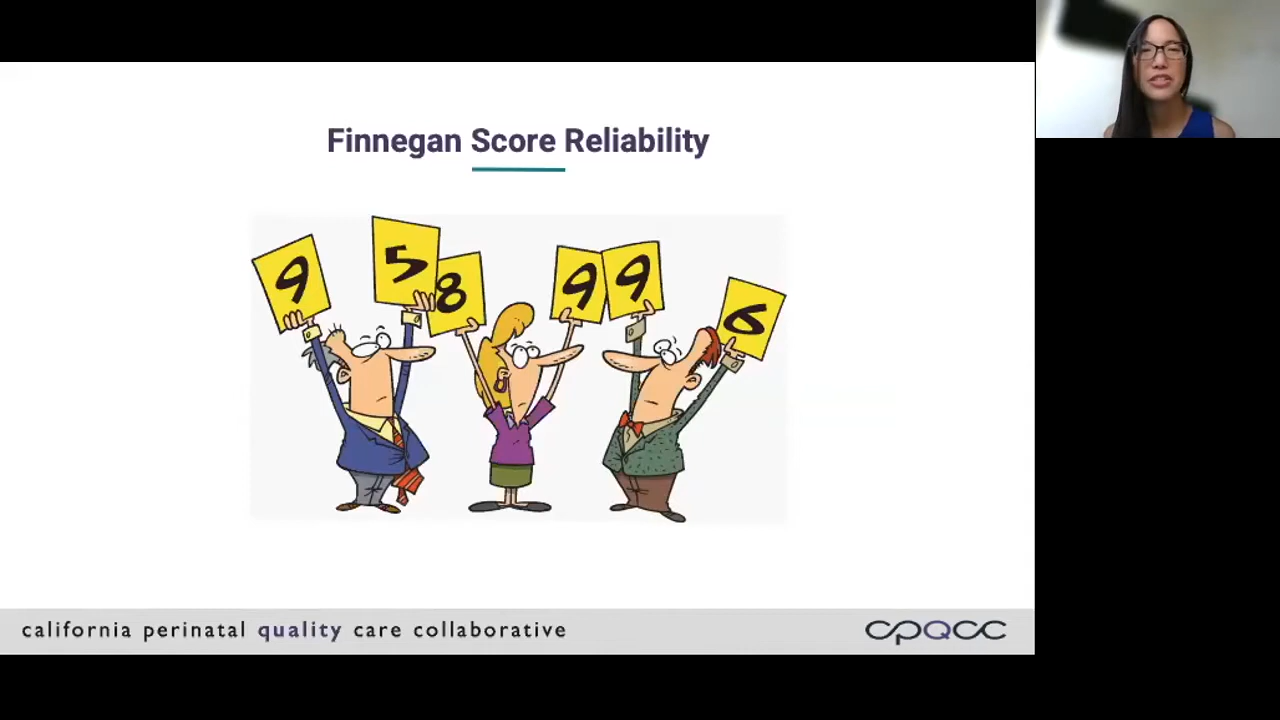 Finnegan Score Reliability
9 5 8 9 9 6
california perinatal quality care collaborative
cpqcc